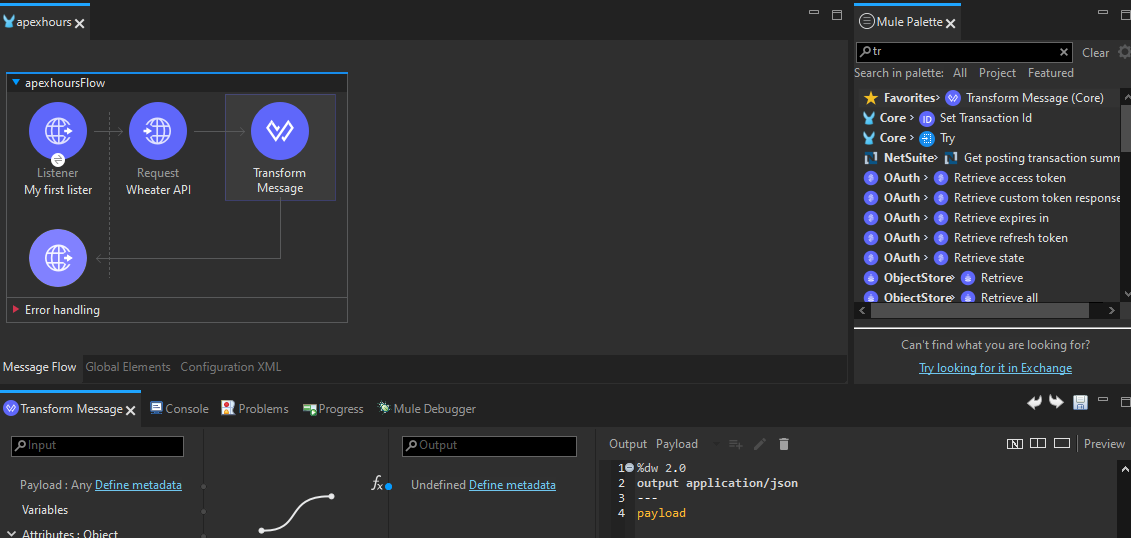 apexhours
Mule Palette
tr
Clear
Search in palette: All Project Featured
apexhoursFlow
Listener
My first lister
Request
Wheater API
Transform
Message
Error handling
Favorites> Transform Message (Core)
Core> ID Set Transaction Id
Core> Try
NetSuite> Get posting transaction summ
OAuth > Retrieve access token
OAuth > Retrieve custom token response
OAuth > Retrieve expires in
OAuth > Retrieve refresh token
OAuth > Retrieve state
ObjectStore> Retrieve
ObjectStore> Retrieve all
Can't find what you are looking for?
Try looking for it in Exchange
Message Flow Global Elements Configuration XML
Transform Message Console Problems Progress Mule Debugger
Input
Output
Output Payload
N
Preview
Payload : Any Define metadata
fx
Undefined Define metadata
Variables
Attributes : Object
1 %dw 2.0
2 output application/json
3 ---
4 payload